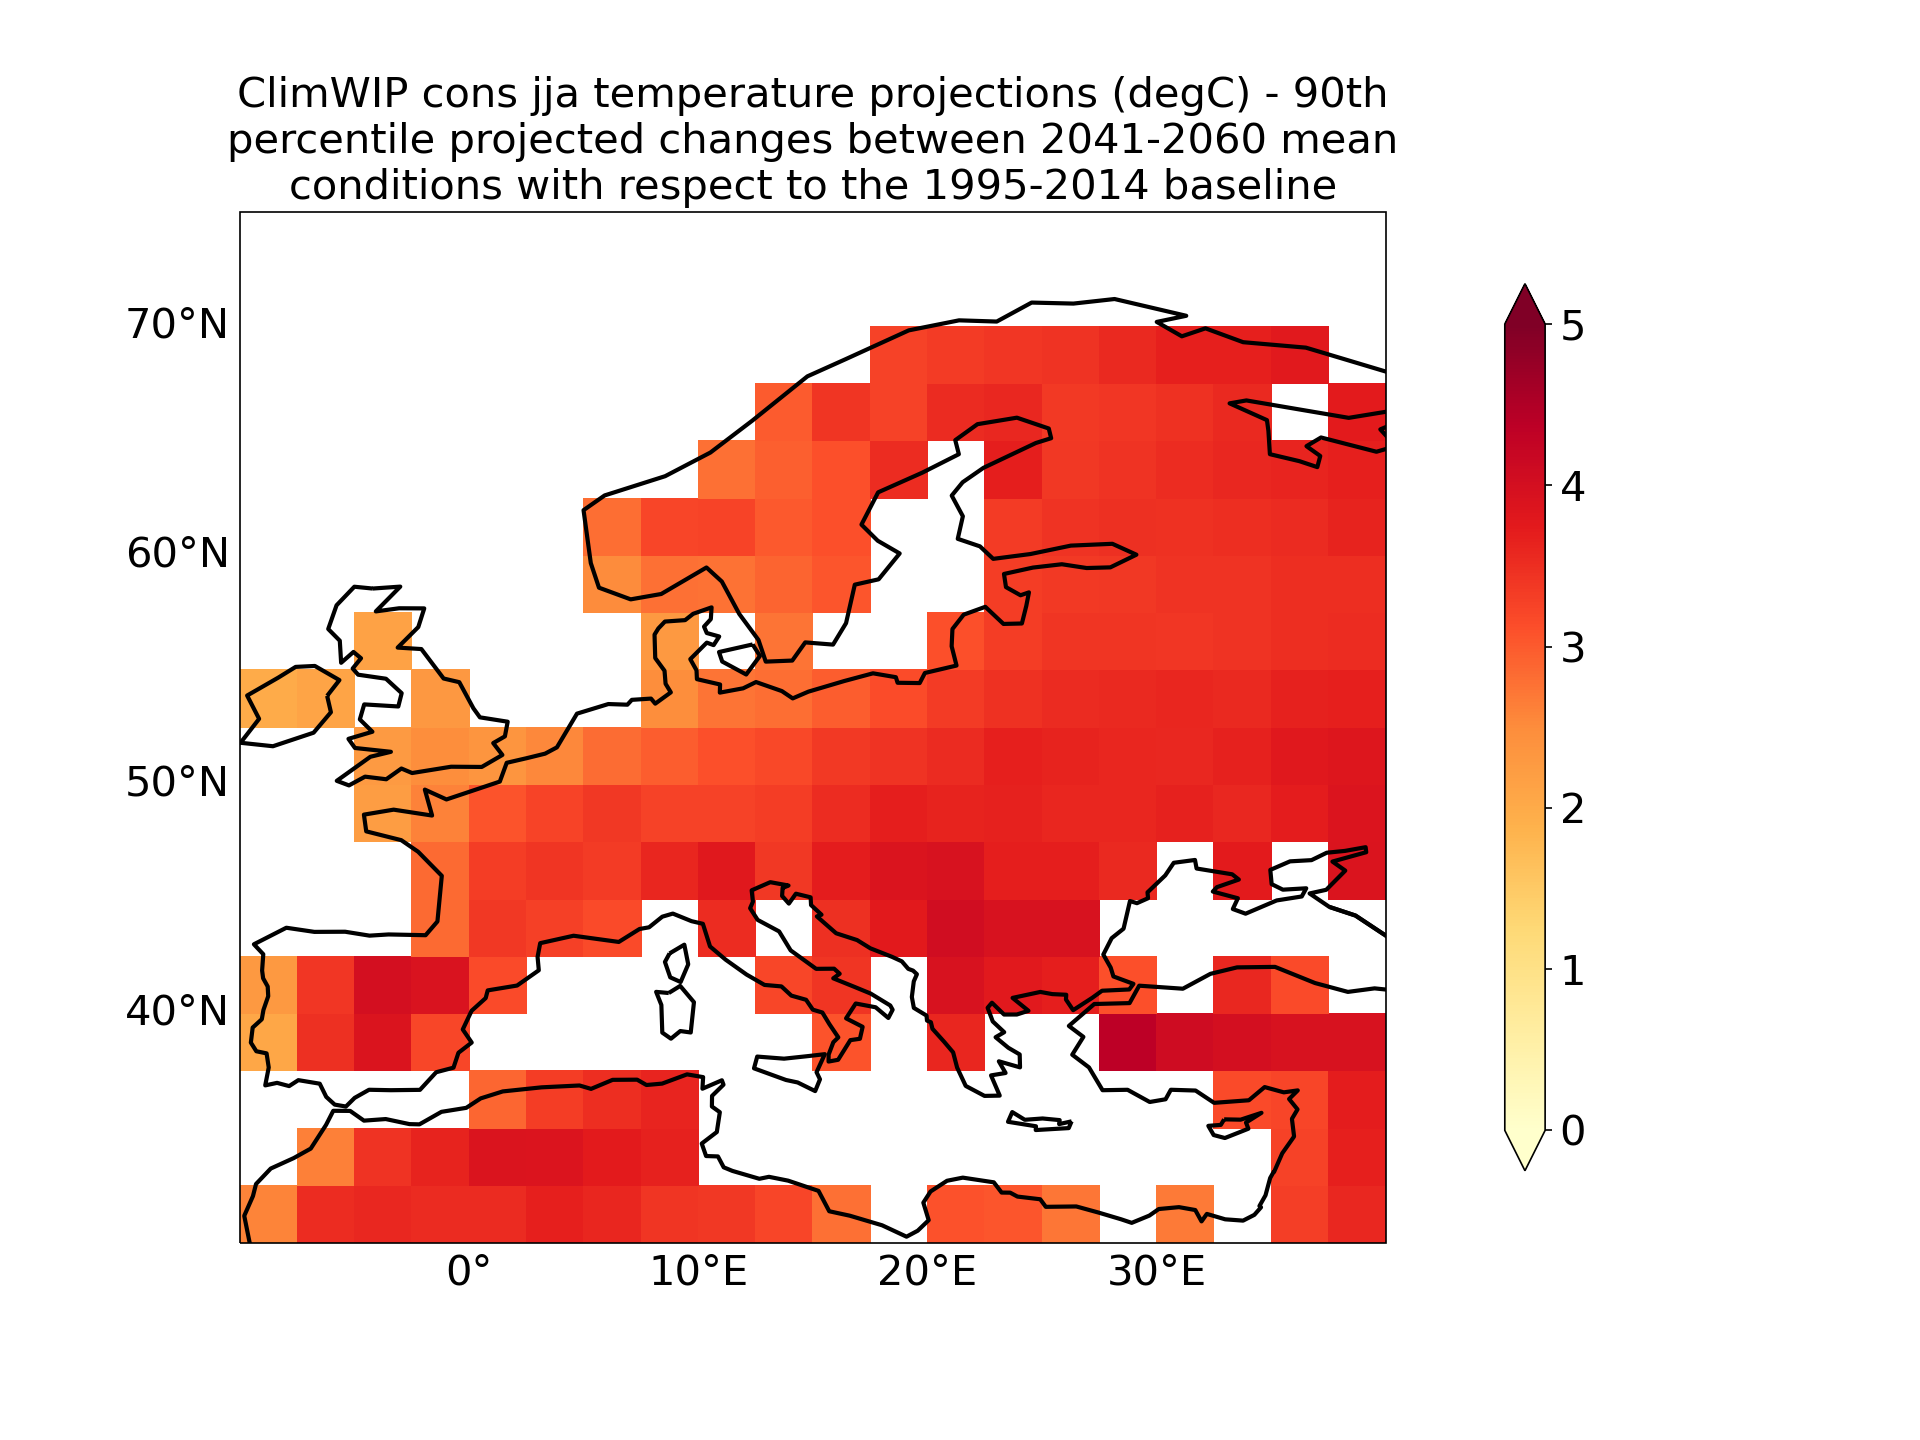 ClimWIP cons jja temperature projections (degC) - 90th
percentile projected changes between 2041-2060 mean
conditions with respect to the 1995-2014 baseline
70°N
60°N
50°N
40°N
0°
10°E
20°E
30°E
5
4
3
2
1
0